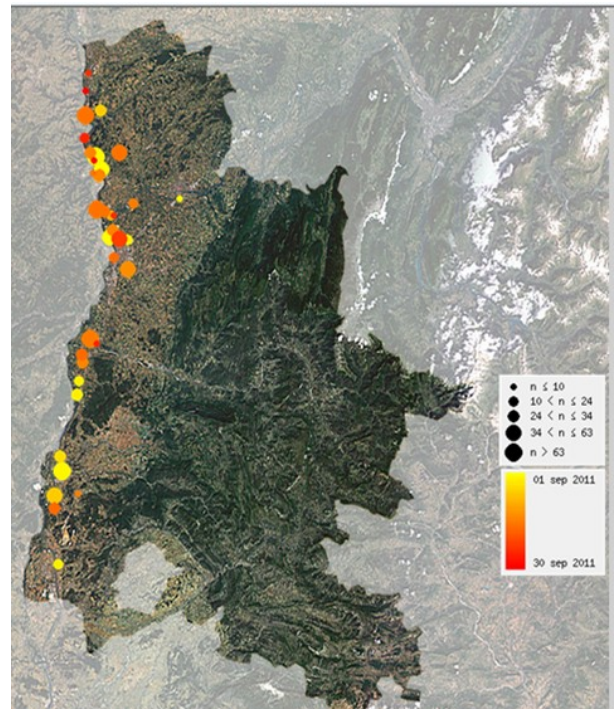 n ≤ 10
10 < n ≤ 24
24 < n ≤ 34
34 < n ≤ 63
n > 63
01 sep 2011
30 sep 2011